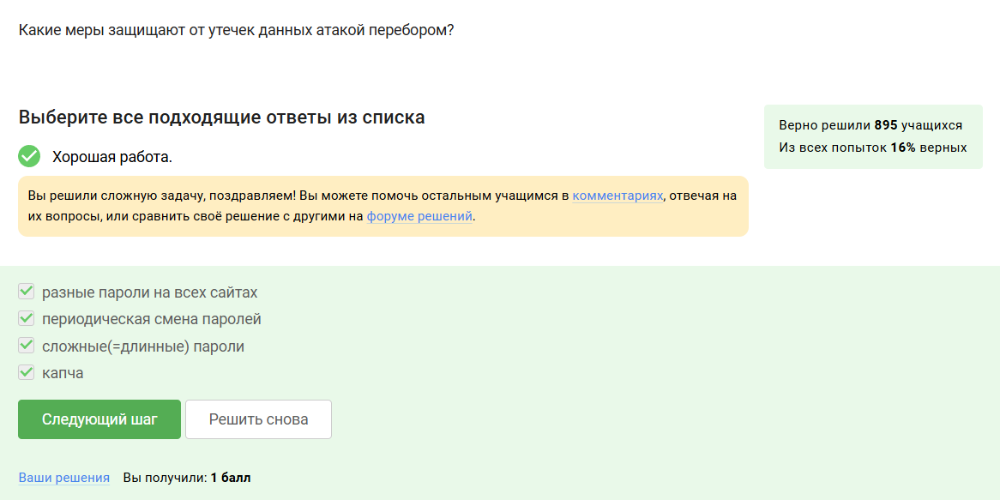 Какие меры защищают от утечек данных атакой перебором?
Выберите все подходящие ответы из списка
Верно решили 895 учащихся
Из всех попыток 16% верных
Хорошая работа.
Вы решили сложную задачу, поздравляем! Вы можете помочь остальным учащимся в комментариях, отвечая на
их вопросы, или сравнить своё решение с другими на форуме решений.
разные пароли на всех сайтах
периодическая смена паролей
сложные(=длинные) пароли
капча
Следующий шаг
Решить снова
Ваши решения Вы получили: 1 балл